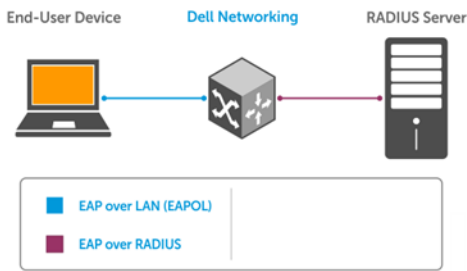 End-User Device
Dell Networking
RADIUS Server
EAP over LAN (EAPOL)
EAP over RADIUS